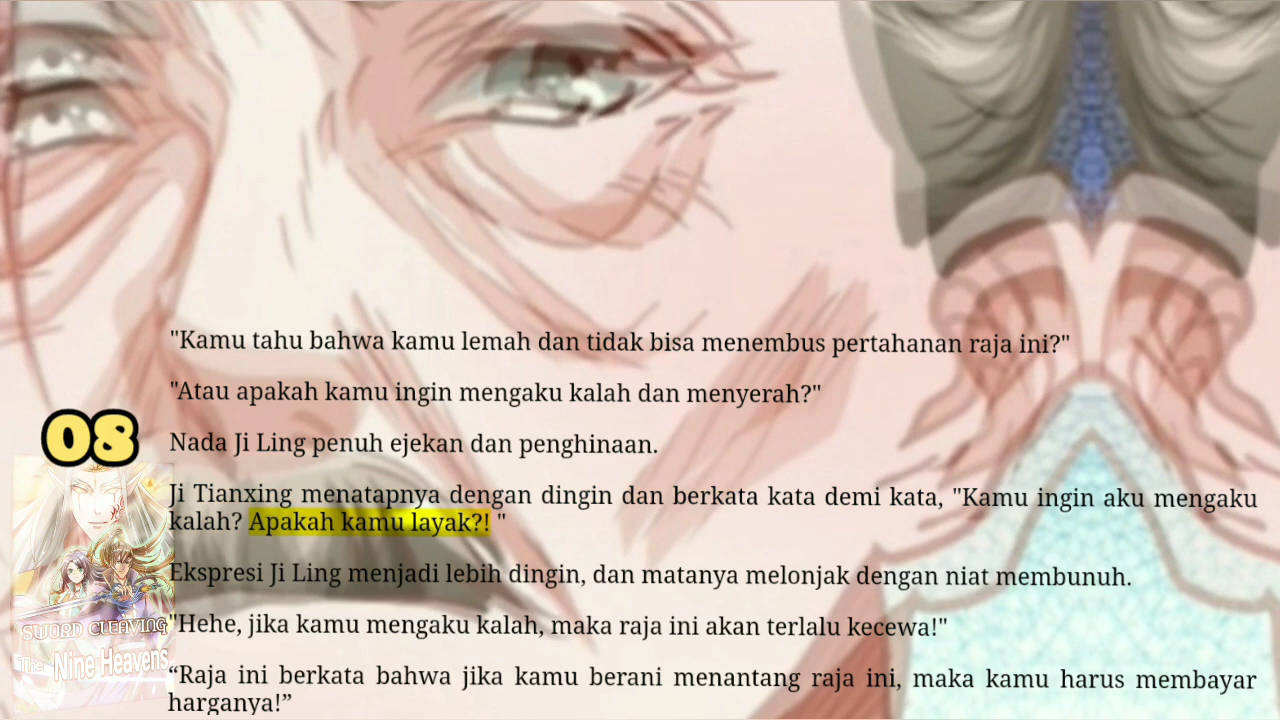 "Kamu tahu bahwa kamu lemah dan tidak bisa menembus pertahanan raja ini?"
"Atau apakah kamu ingin mengaku kalah dan menyerah?"
Nada Ji Ling penuh ejekan dan penghinaan.
Ji Tianxing menatapnya dengan dingin dan berkata kata demi kata, "Kamu ingin aku mengaku
kalah? Apakah kamu layak?! "
Ekspresi Ji Ling menjadi lebih dingin, dan matanya melonjak dengan niat membunuh.
"Hehe, jika kamu mengaku kalah, maka raja ini akan terlalu kecewa!"
“Raja ini berkata bahwa jika kamu berani menantang raja ini, maka kamu harus membayar
harganya!”
08
SWORD CLEAVING
The Nine Heavens